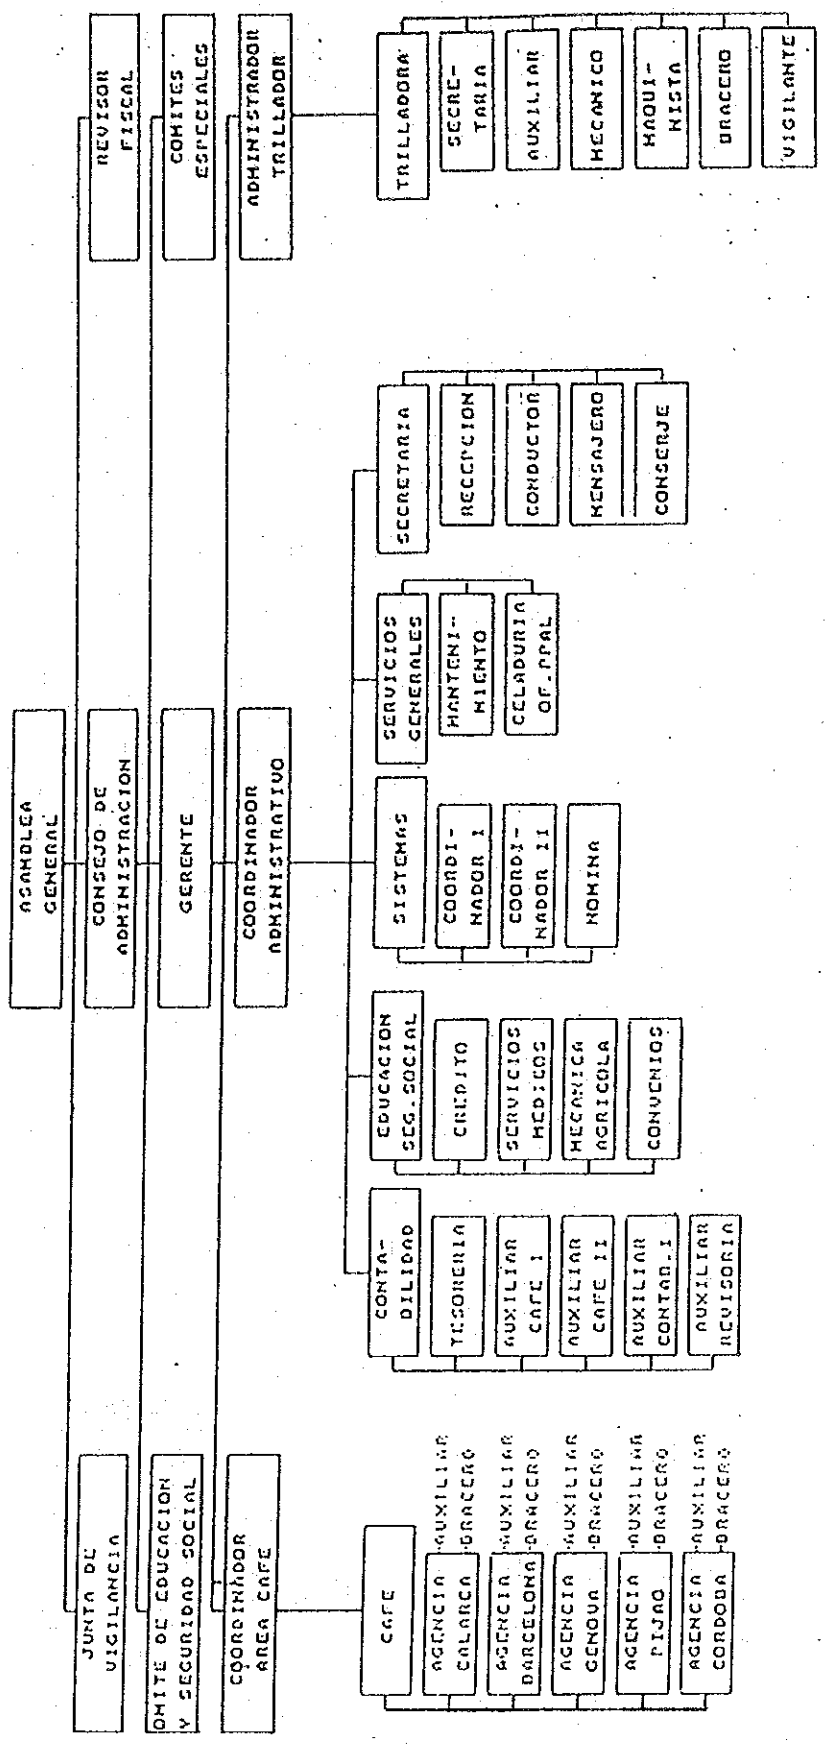 ASAMBLEA
GENERAL
JUNTA DE
VIGILANCIA
CONSEJO DE
ADMINISTRACION
REVISOR
FISCAL
OMITE DE EDUCACION
Y SEGURIDAD SOCIAL
GERENTE
COMITES
ESPECIALES
COORDINADOR
AREA CAFE
COORDINADOR
ADMINISTRATIVO
ADMINISTRADOR
TRILLADOR
CAFE
AGENCIA
CALARCA
AUXILIAR
BRACERO
AGENCIA
BARCELONA
AUXILIAR
BRACERO
AGENCIA
GENOVA
AUXILIAR
BRACERO
AGENCIA
PIJAO
AUXILIAR
BRACERO
AGENCIA
CORDOBA
AUXILIAR
BRACERO
CONTA-
BILIDAD
TESORERIA
AUXILIAR
CAFE I
AUXILIAR
CAFE II
AUXILIAR
CONTAB.I
AUXILIAR
REVISORIA
EDUCACION
SEG.SOCIAL
CREDITO
SERVICIOS
MEDICOS
MECANICA
AGRICOLA
CONVENIOS
SISTEMAS
COORDI-
NADOR I
COORDI-
NADOR II
NOMINA
SERVICIOS
GENERALES
MANTENI-
MIENTO
CELADURIA
OF.PPAL
SECRETARIA
RECEPCION
CONDUCTOR
MENSAJERO
CONSERJE
TRILLADORA
SECRE-
TARIA
AUXILIAR
MECANICO
MAQUI-
NISTA
BRACERO
VIGILANTE